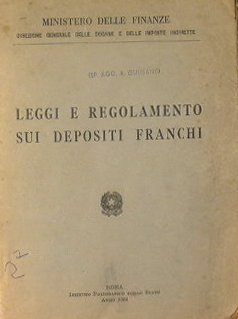 MINISTERO DELLE FINANZE
DIREZIONE GENERALE DELLE DOGANE E DELLE IMPOSTE INDIRETTE
LEGGI E REGOLAMENTO
SUI DEPOSITI FRANCHI
ROMA
ISTITUTO POLIGRAFICO DELLO STATO